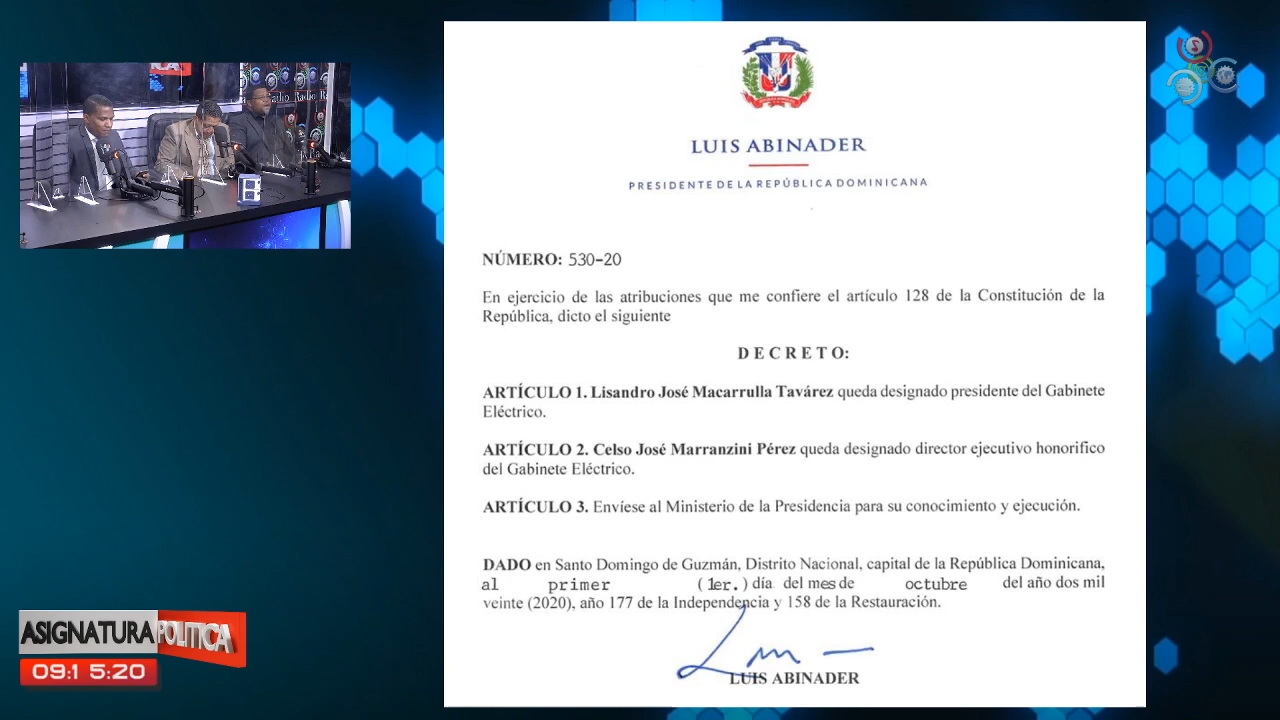 LUIS ABINADER
PRESIDENTE DE LA REPÚBLICA DOMINICANA
NÚMERO: 530-20
En ejercicio de las atribuciones que me confiere el artículo 128 de la Constitución de la
República, dicto el siguiente
DECRETO:
ARTÍCULO 1. Lisandro José Macarrulla Tavárez queda designado presidente del Gabinete
Eléctrico.
ARTÍCULO 2. Celso José Marranzini Pérez queda designado director ejecutivo honorifico
del Gabinete Eléctrico.
ARTÍCULO 3. Envíese al Ministerio de la Presidencia para su conocimiento y ejecución.
DADO en Santo Domingo de Guzmán, Distrito Nacional, capital de la República Dominicana,
al primer (1er.) día del mes de octubre del año dos mil
veinte (2020), año 177 de la Independencia y 158 de la Restauración.
LUIS ABINADER
ASIGNATURA POLITICA
09:15:20